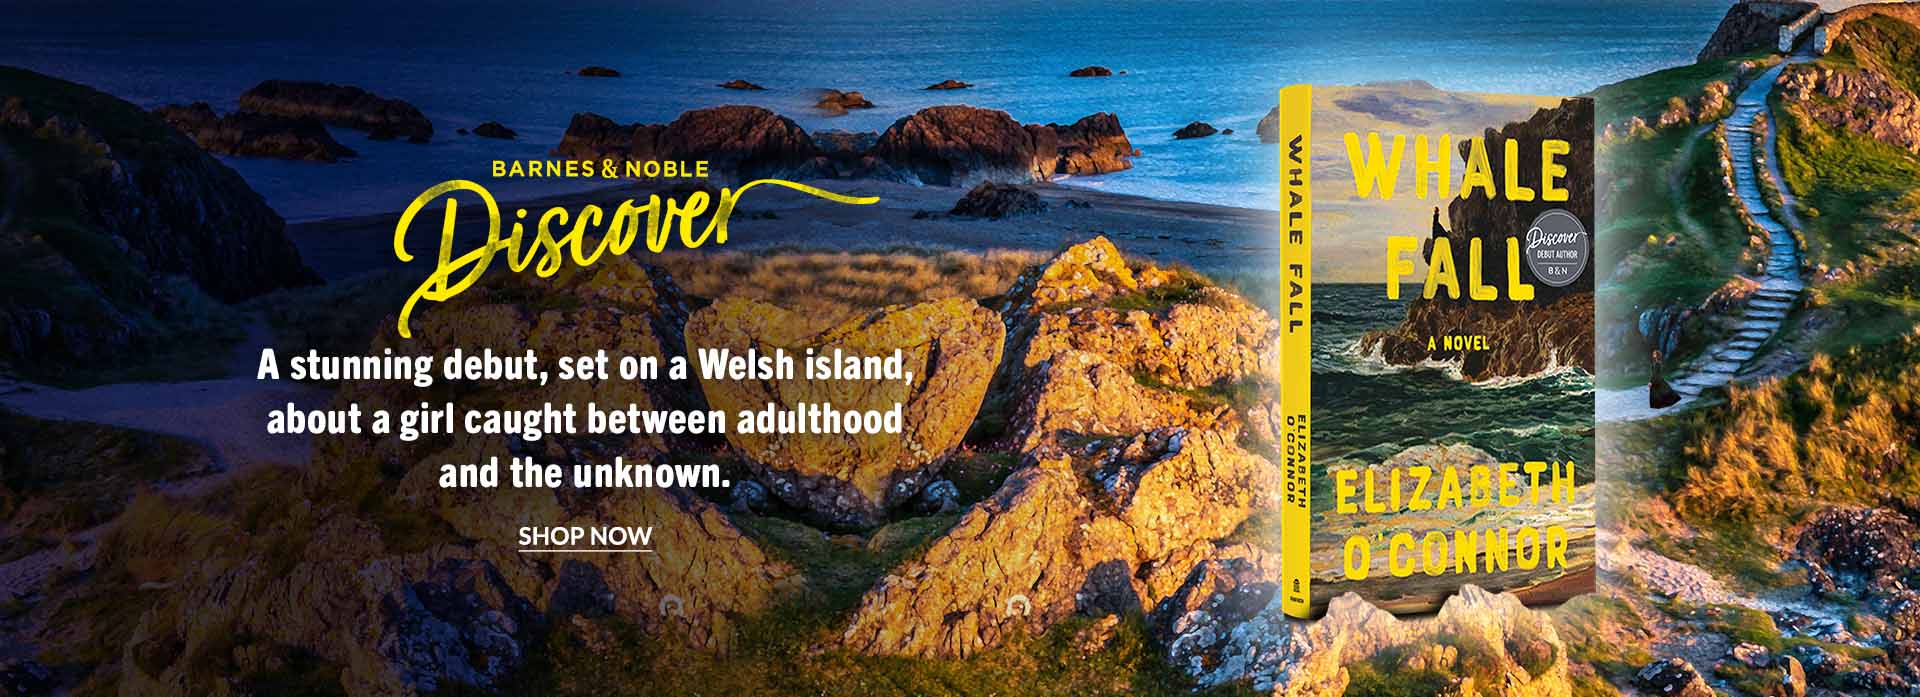 BARNES & NOBLE
Discover
A stunning debut, set on a Welsh island,
about a girl caught between adulthood
and the unknown.
SHOP NOW
WHALE FALL
ELIZABETH
O'CONNOR
WHALE
FALL
Discover
DEBUT AUTHOR
B&N
A NOVEL
ELIZABETH
O'CONNOR